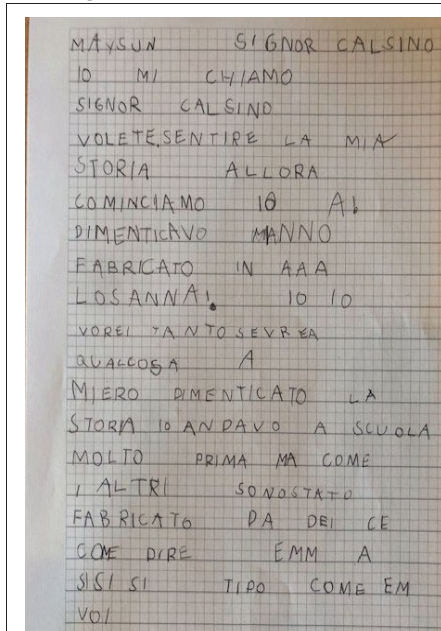 MAYSUN SIGNOR CALSINO
IO MI CHIAMO
SIGNOR CALSINO
VOLETE SENTIRE LA MIA
STORIA ALLORA
COMINCIAMO IO A!
DIMENTICAVO MANNO
FABRICATO IN AAA
LOSANNA! IO IO
VOREI TANTO SEVREA
QUALCOSA A
MIERO DIMENTICATO LA
STORIA IO ANDAVO A SCUOLA
MOLTO PRIMA MA COME
I ALTRI SONOSTATO
FABRICATO DA DEI CE
COME DIRE EMM A
SISI SI TIPO COME EM
VOI